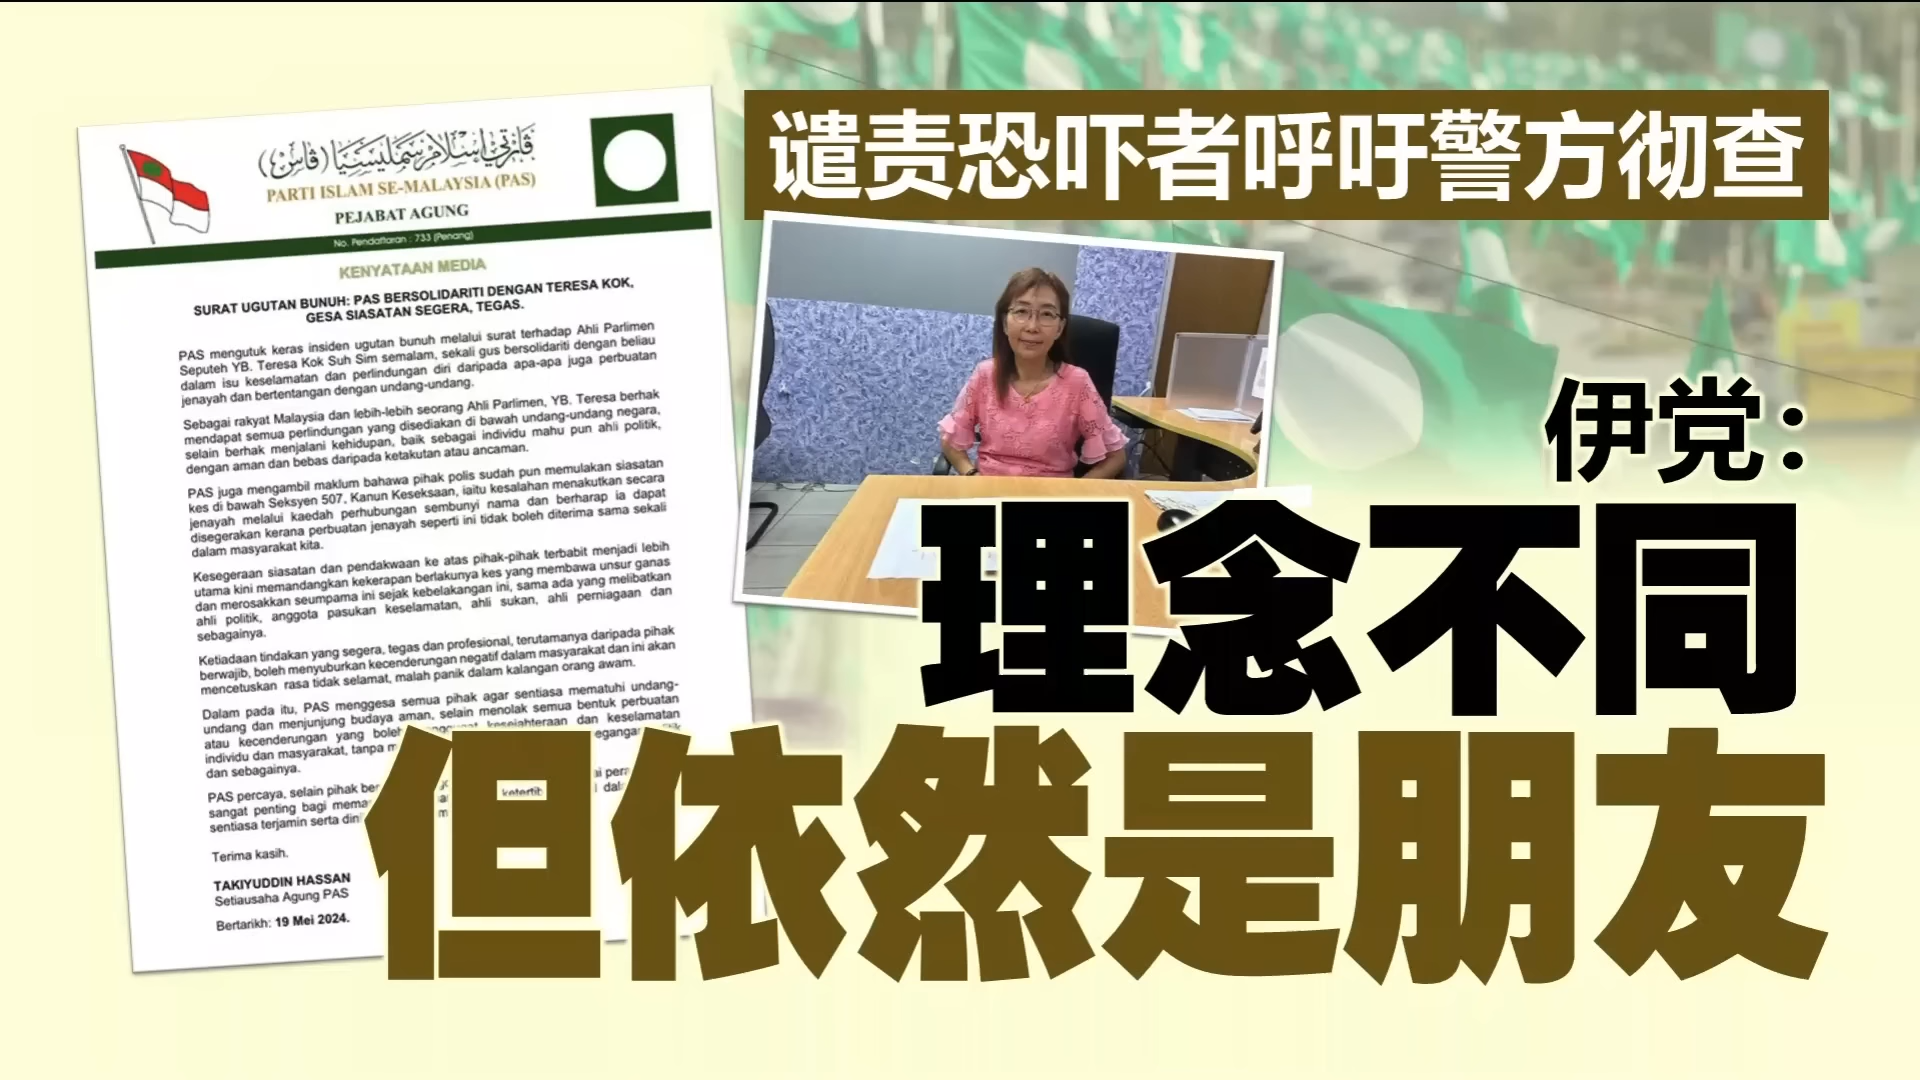 ڤرتي إسلام سمليسيا (ڤاس)
PARTI ISLAM SE-MALAYSIA (PAS)
PEJABAT AGUNG
No. Pendaftaran : 733 (Penang)
KENYATAAN MEDIA
SURAT UGUTAN BUNUH: PAS BERSOLIDARITI DENGAN TERESA KOK,
GESA SIASATAN SEGERA, TEGAS.
PAS mengutuk keras insiden ugutan bunuh melalui surat terhadap Ahli Parlimen
Seputeh YB. Teresa Kok Suh Sim semalam, sekali gus bersolidariti dengan beliau
dalam isu keselamatan dan perlindungan diri daripada apa-apa juga perbuatan
jenayah dan bertentangan dengan undang-undang.
Sebagai rakyat Malaysia dan lebih-lebih seorang Ahli Parlimen, YB. Teresa berhak
mendapat semua perlindungan yang disediakan di bawah undang-undang negara,
selain berhak menjalani kehidupan, baik sebagai individu mahu pun ahli politik,
dengan aman dan bebas daripada ketakutan atau ancaman.
PAS juga mengambil maklum bahawa pihak polis sudah pun memulakan siasatan
kes di bawah Seksyen 507, Kanun Keseksaan, iaitu kesalahan menakutkan secara
jenayah melalui kaedah perhubungan sembunyi nama dan berharap ia dapat
disegerakan kerana perbuatan jenayah seperti ini tidak boleh diterima sama sekali
dalam masyarakat kita.
Kesegeraan siasatan dan pendakwaan ke atas pihak-pihak terbabit menjadi lebih
utama kini memandangkan kekerapan berlakunya kes yang membawa unsur ganas
dan merosakkan seumpama ini sejak kebelakangan ini, sama ada yang melibatkan
ahli politik, anggota pasukan keselamatan, ahli sukan, ahli perniagaan dan
sebagainya.
Ketiadaan tindakan yang segera, tegas dan profesional, terutamanya daripada pihak
berwajib, boleh menyuburkan kecenderungan negatif dalam masyarakat dan ini akan
mencetuskan rasa tidak selamat, malah panik dalam kalangan orang awam.
Dalam pada itu, PAS menggesa semua pihak agar sentiasa mematuhi undang-
undang dan menjunjung budaya aman, selain menolak semua bentuk perbuatan
atau kecenderungan yang boleh kesejahteraan dan keselamatan
individu dan masyarakat, tanpa
dan sebagainya.
PAS percaya, selain pihak
sangat penting bagi
sentiasa terjamin serta
Terima kasih.
TAKIYUDDIN HASSAN
Setiausaha Agung PAS
Bertarikh: 19 Mei 2024.
谴责恐吓者呼吁警方彻查
伊党：
理念不同
但依然是朋友